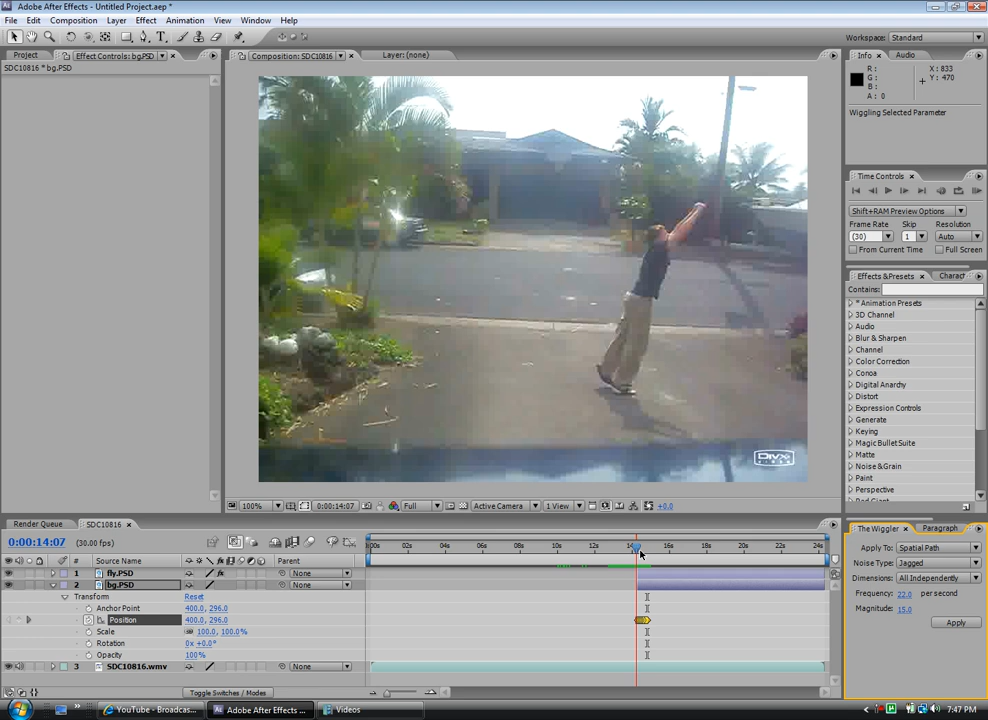 Adobe After Effects - Untitled Project.aep *
File Edit Composition Layer Effect Animation View Window Help
Workspace: Standard
Project Effect Controls: bg.PSD
SDC10816 * bg.PSD
Composition: SDC10816
Layer: (none)
Info Audio
R :
G :
B :
A : 0
X : 833
Y : 470
Wiggling Selected Parameter
Time Controls
Shift+RAM Preview Options
Frame Rate Skip Resolution
(30) 1 Auto
From Current Time Full Screen
Effects & Presets Charact
Contains:
* Animation Presets
3D Channel
Audio
Blur & Sharpen
Channel
Color Correction
Conoa
Digital Anarchy
Distort
Expression Controls
Generate
Keying
Magic Bullet Suite
Matte
Noise & Grain
Paint
Perspective
DivX
VIDEO
100% 0:00:14:07 Full Active Camera 1 View +0.0
Render Queue SDC10816
0:00:14:07 (30.00 fps)
:00s 02s 04s 06s 08s 10s 12s 14s 16s 18s 20s 22s 24s
# Source Name Parent
1 fly.PSD None
2 bg.PSD None
Transform Reset
Anchor Point 400.0, 296.0
Position 400.0, 296.0
Scale 100.0, 100.0%
Rotation 0x +0.0°
Opacity 100%
3 SDC10816.wmv None
Toggle Switches / Modes
The Wiggler Paragraph
Apply To: Spatial Path
Noise Type: Jagged
Dimensions: All Independently
Frequency: 22.0 per second
Magnitude: 15.0
Apply
YouTube - Broadcas...
Adobe After Effects ...
Videos
7:47 PM